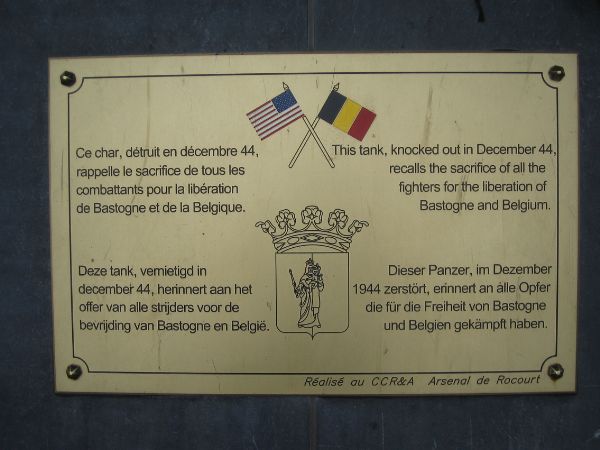 Ce char, détruit en décembre 44,
rappelle le sacrifice de tous les
combattants pour la libération
de Bastogne et de la Belgique.
This tank, knocked out in December 44,
recalls the sacrifice of all the
fighters for the liberation of
Bastogne and Belgium.
Deze tank, vernietigd in
december 44, herinnert aan het
offer van alle strijders voor de
bevrijding van Bastogne en België.
Dieser Panzer, im Dezember
1944 zerstört, erinnert an alle Opfer
die für die Freiheit von Bastogne
und Belgien gekämpft haben.
Réalisé au CCR&A Arsenal de Rocourt